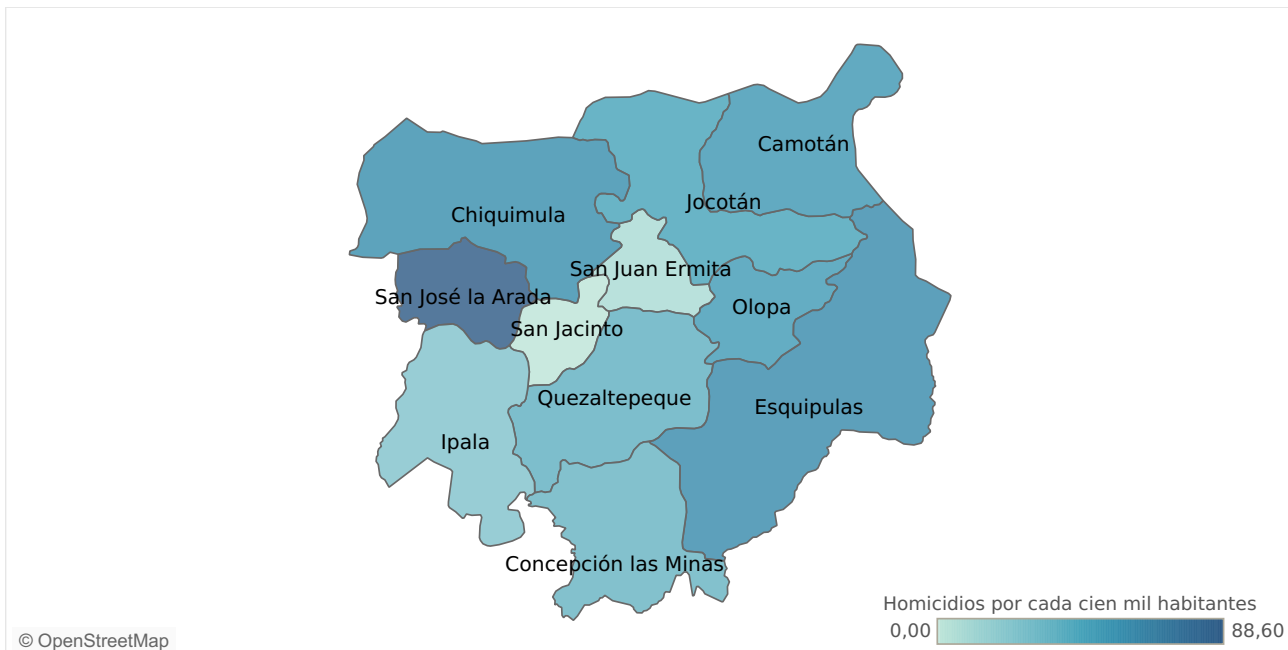 Camotán
Jocotán
Chiquimula
San Juan Ermita
San José la Arada
Olopa
San Jacinto
Quezaltepeque
Esquipulas
Ipala
Concepción las Minas
Homicidios por cada cien mil habitantes
0,00
88,60
© OpenStreetMap